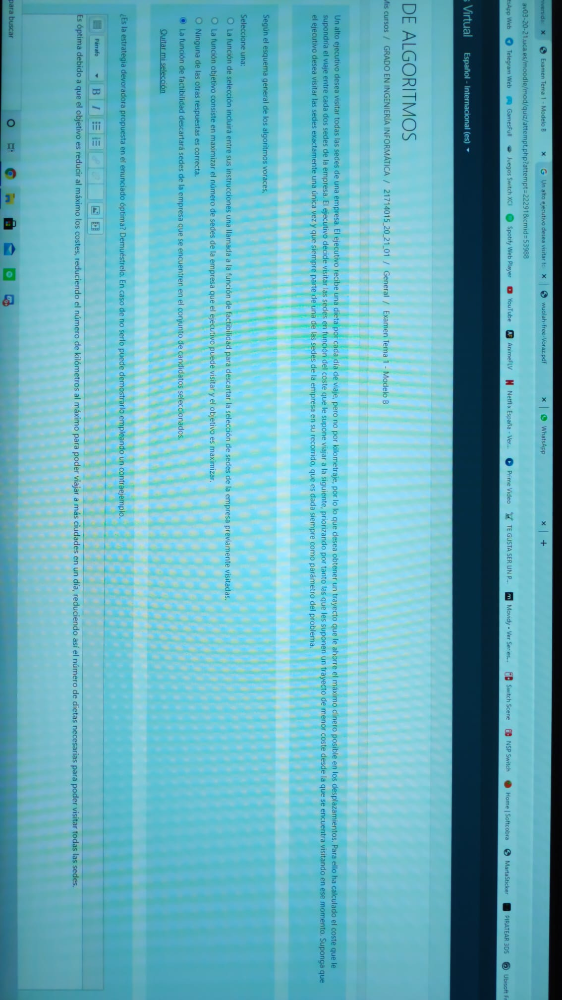 niversida
Examen Tema 1 - Modelo B
Un alto ejecutivo desea visitar to
wuolah-free-Voraz.pdf
WhatsApp
av03-20-21.uca.es/moodle/mod/quiz/attempt.php?attempt=22291&cmid=53988
tsApp Web
Telegram Web
GamesFull
Juegos Switch XCI
Spotify Web Player
YouTube
AnimeFLV
Netflix España - Ver...
Prime Video
TE GUSTA SER UN P...
Movidy • Ver Series...
Switch Scene
NSP Switch
Home | Softcobra
MartaSticker
PIRATEAR 3DS
Ubisoft
s Virtual
Español - Internacional (es)
DE ALGORITMOS
Mis cursos / GRADO EN INGENIERÍA INFORMÁTICA / 21714015_20_21_01 / General / Examen Tema 1 - Modelo B
Un alto ejecutivo desea visitar todas las sedes de una empresa. El ejecutivo recibe una dieta por cada día de viaje, pero no por kilometraje, por lo lo que desea obtener un trayecto que le ahorre el máximo dinero posible en los desplazamientos. Para ello ha calculado el coste que le
supondría el viaje entre cada dos sedes de la empresa. El ejecutivo decide visitar las sedes en función del coste que le supone viajar a la siguiente, priorizando por tanto las que les suponen un trayecto de menor coste desde la que se encuentra visitando en ese momento. Suponga que
el ejecutivo desea visitar las sedes exactamente una única vez y que siempre parte de una de las sedes de la empresa en su recorrido, que es dada siempre como parámetro del problema.
Según el esquema general de los algoritmos voraces,
Seleccione una:
La función de selección incluirá entre sus instrucciones una llamada a la función de factibilidad para descartar la selección de sedes de la empresa previamente visitadas.
La función objetivo consiste en maximizar el número de sedes de la empresa que el ejecutivo puede visitar y el objetivo es maximizar.
Ninguna de las otras respuestas es correcta.
La función de factibilidad descartará sedes de la empresa que se encuentren en el conjunto de candidatos seleccionados.
Quitar mi selección
¿Es la estrategia devoradora propuesta en el enunciado óptima? Demuéstrelo. En caso de no serlo puede demostrarlo empleando un contraejemplo.
Párrafo
B I
Es óptima debido a que el objetivo es reducir al máximo los costes, reduciendo el número de kilómetros al máximo para poder viajar a más ciudades en un día, reduciendo así el número de dietas necesarias para poder visitar todas las sedes.
para buscar